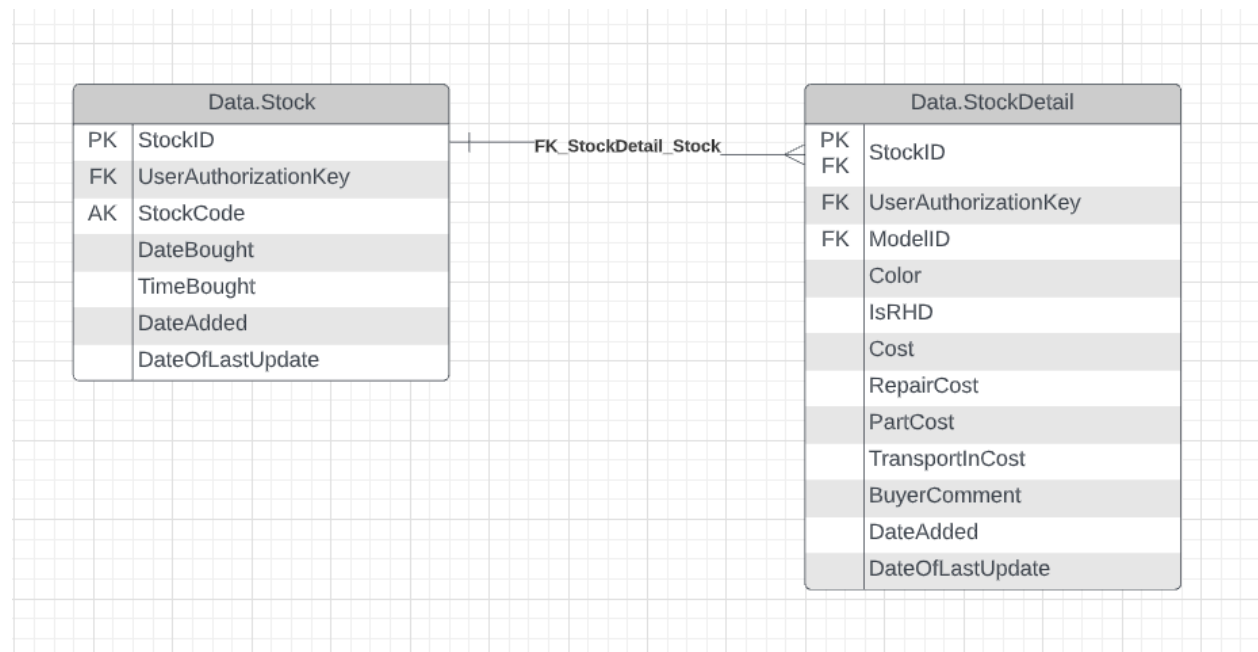 Data.Stock
PK StockID
FK UserAuthorizationKey
AK StockCode
DateBought
TimeBought
DateAdded
DateOfLastUpdate
FK_StockDetail_Stock
Data.StockDetail
PK
FK
StockID
FK UserAuthorizationKey
FK ModelID
Color
IsRHD
Cost
RepairCost
PartCost
TransportInCost
BuyerComment
DateAdded
DateOfLastUpdate